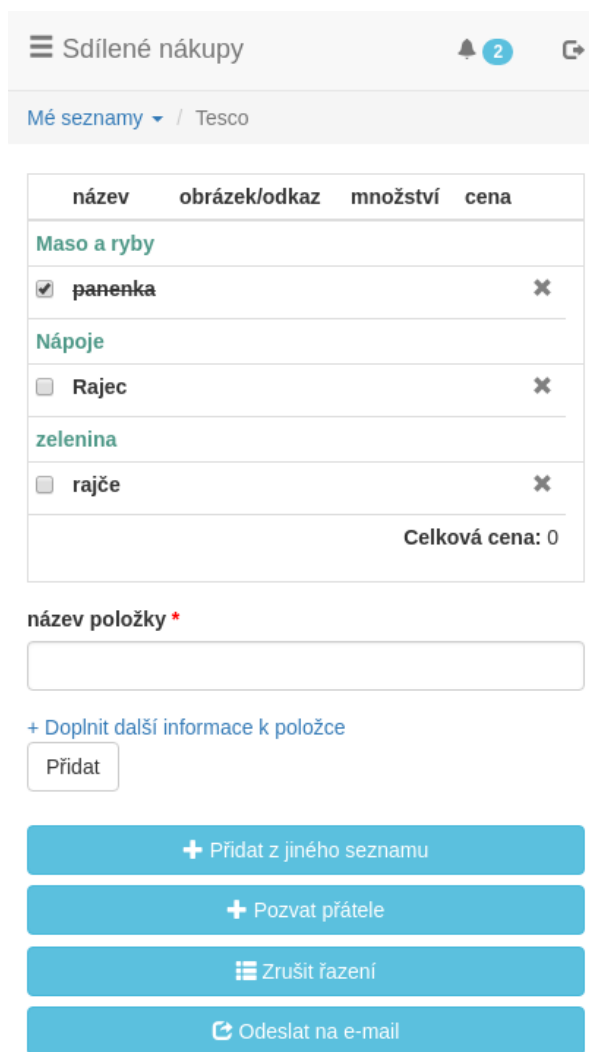 Sdílené nákupy 2
Mé seznamy / Tesco
název obrázek/odkaz množství cena
Maso a ryby
panenka
Nápoje
Rajec
zelenina
rajče
Celková cena: 0
název položky *
+ Doplnit další informace k položce
Přidat
Přidat z jiného seznamu
Pozvat přátele
Zrušit řazení
Odeslat na e-mail